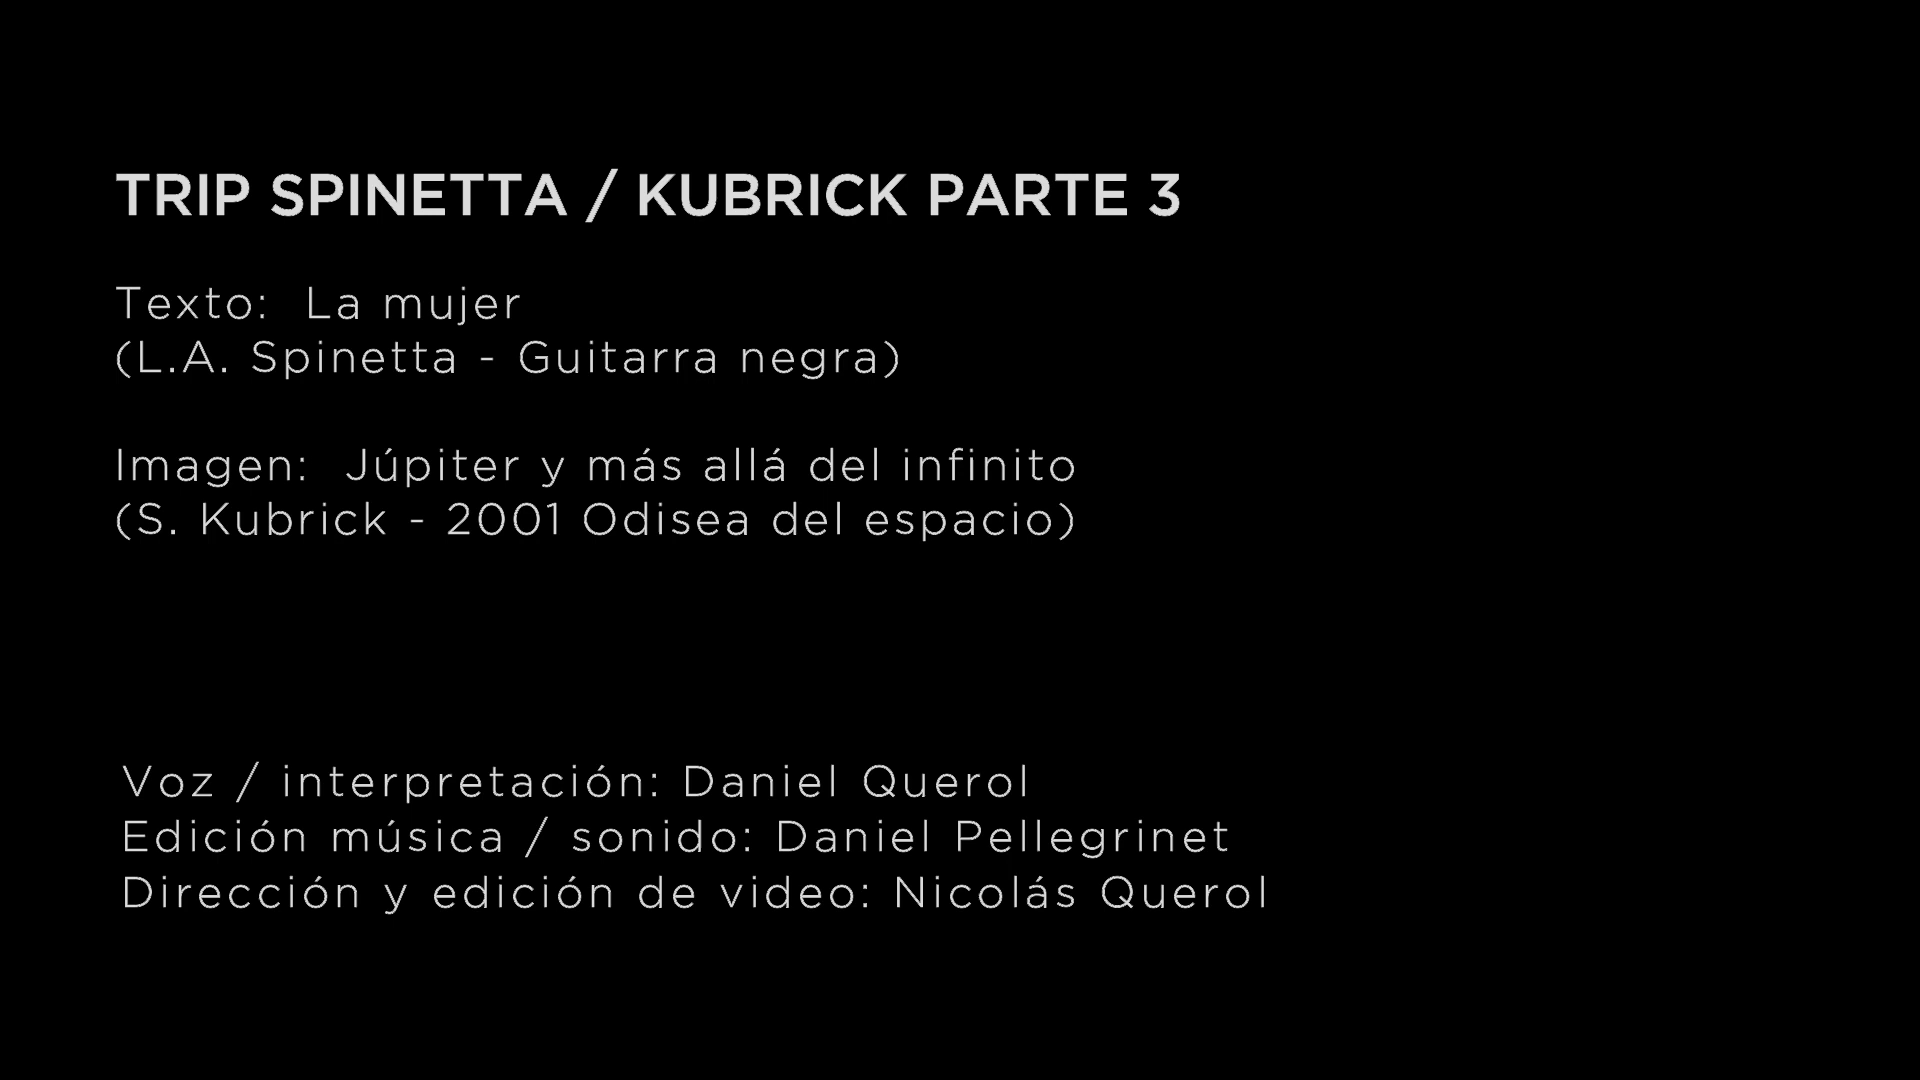 TRIP SPINETTA / KUBRICK PARTE 3
Texto: La mujer
(L.A. Spinetta - Guitarra negra)
Imagen: Júpiter y más allá del infinito
(S. Kubrick - 2001 Odisea del espacio)
Voz / interpretación: Daniel Querol
Edición música / sonido: Daniel Pellegrinet
Dirección y edición de video: Nicolás Querol